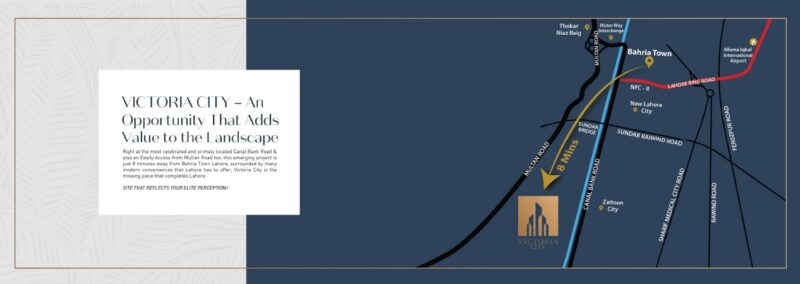 VICTORIA CITY – An
Opportunity That Adds
Value to the Landscape
Right at the most celebrated and primely located Canal Bank Road &
also an Easily Access from Multan Road too, this emerging project is
just 8 minutes away from Bahria Town Lahore, surrounded by many
modern conveniences that Lahore has to offer, Victoria City is the
missing piece that completes Lahore.
SITE THAT REFLECTS YOUR ELITE PERCEPTION!
Thokar
Niaz Baig
Motor Way
Interchange
MULTAN ROAD
Bahria Town
Allama Iqbal
International
Airport
LAHORE RING ROAD
NFC - II
New Lahore
City
SUNDAR
BRIDGE
SUNDAR RAIWIND ROAD
FEROZPUR ROAD
8 Mins
MULTAN ROAD
CANAL BANK ROAD
Zaitoon
City
SHARIF MEDICAL CITY ROAD
RAIWIND ROAD
VICTORIA
CITY